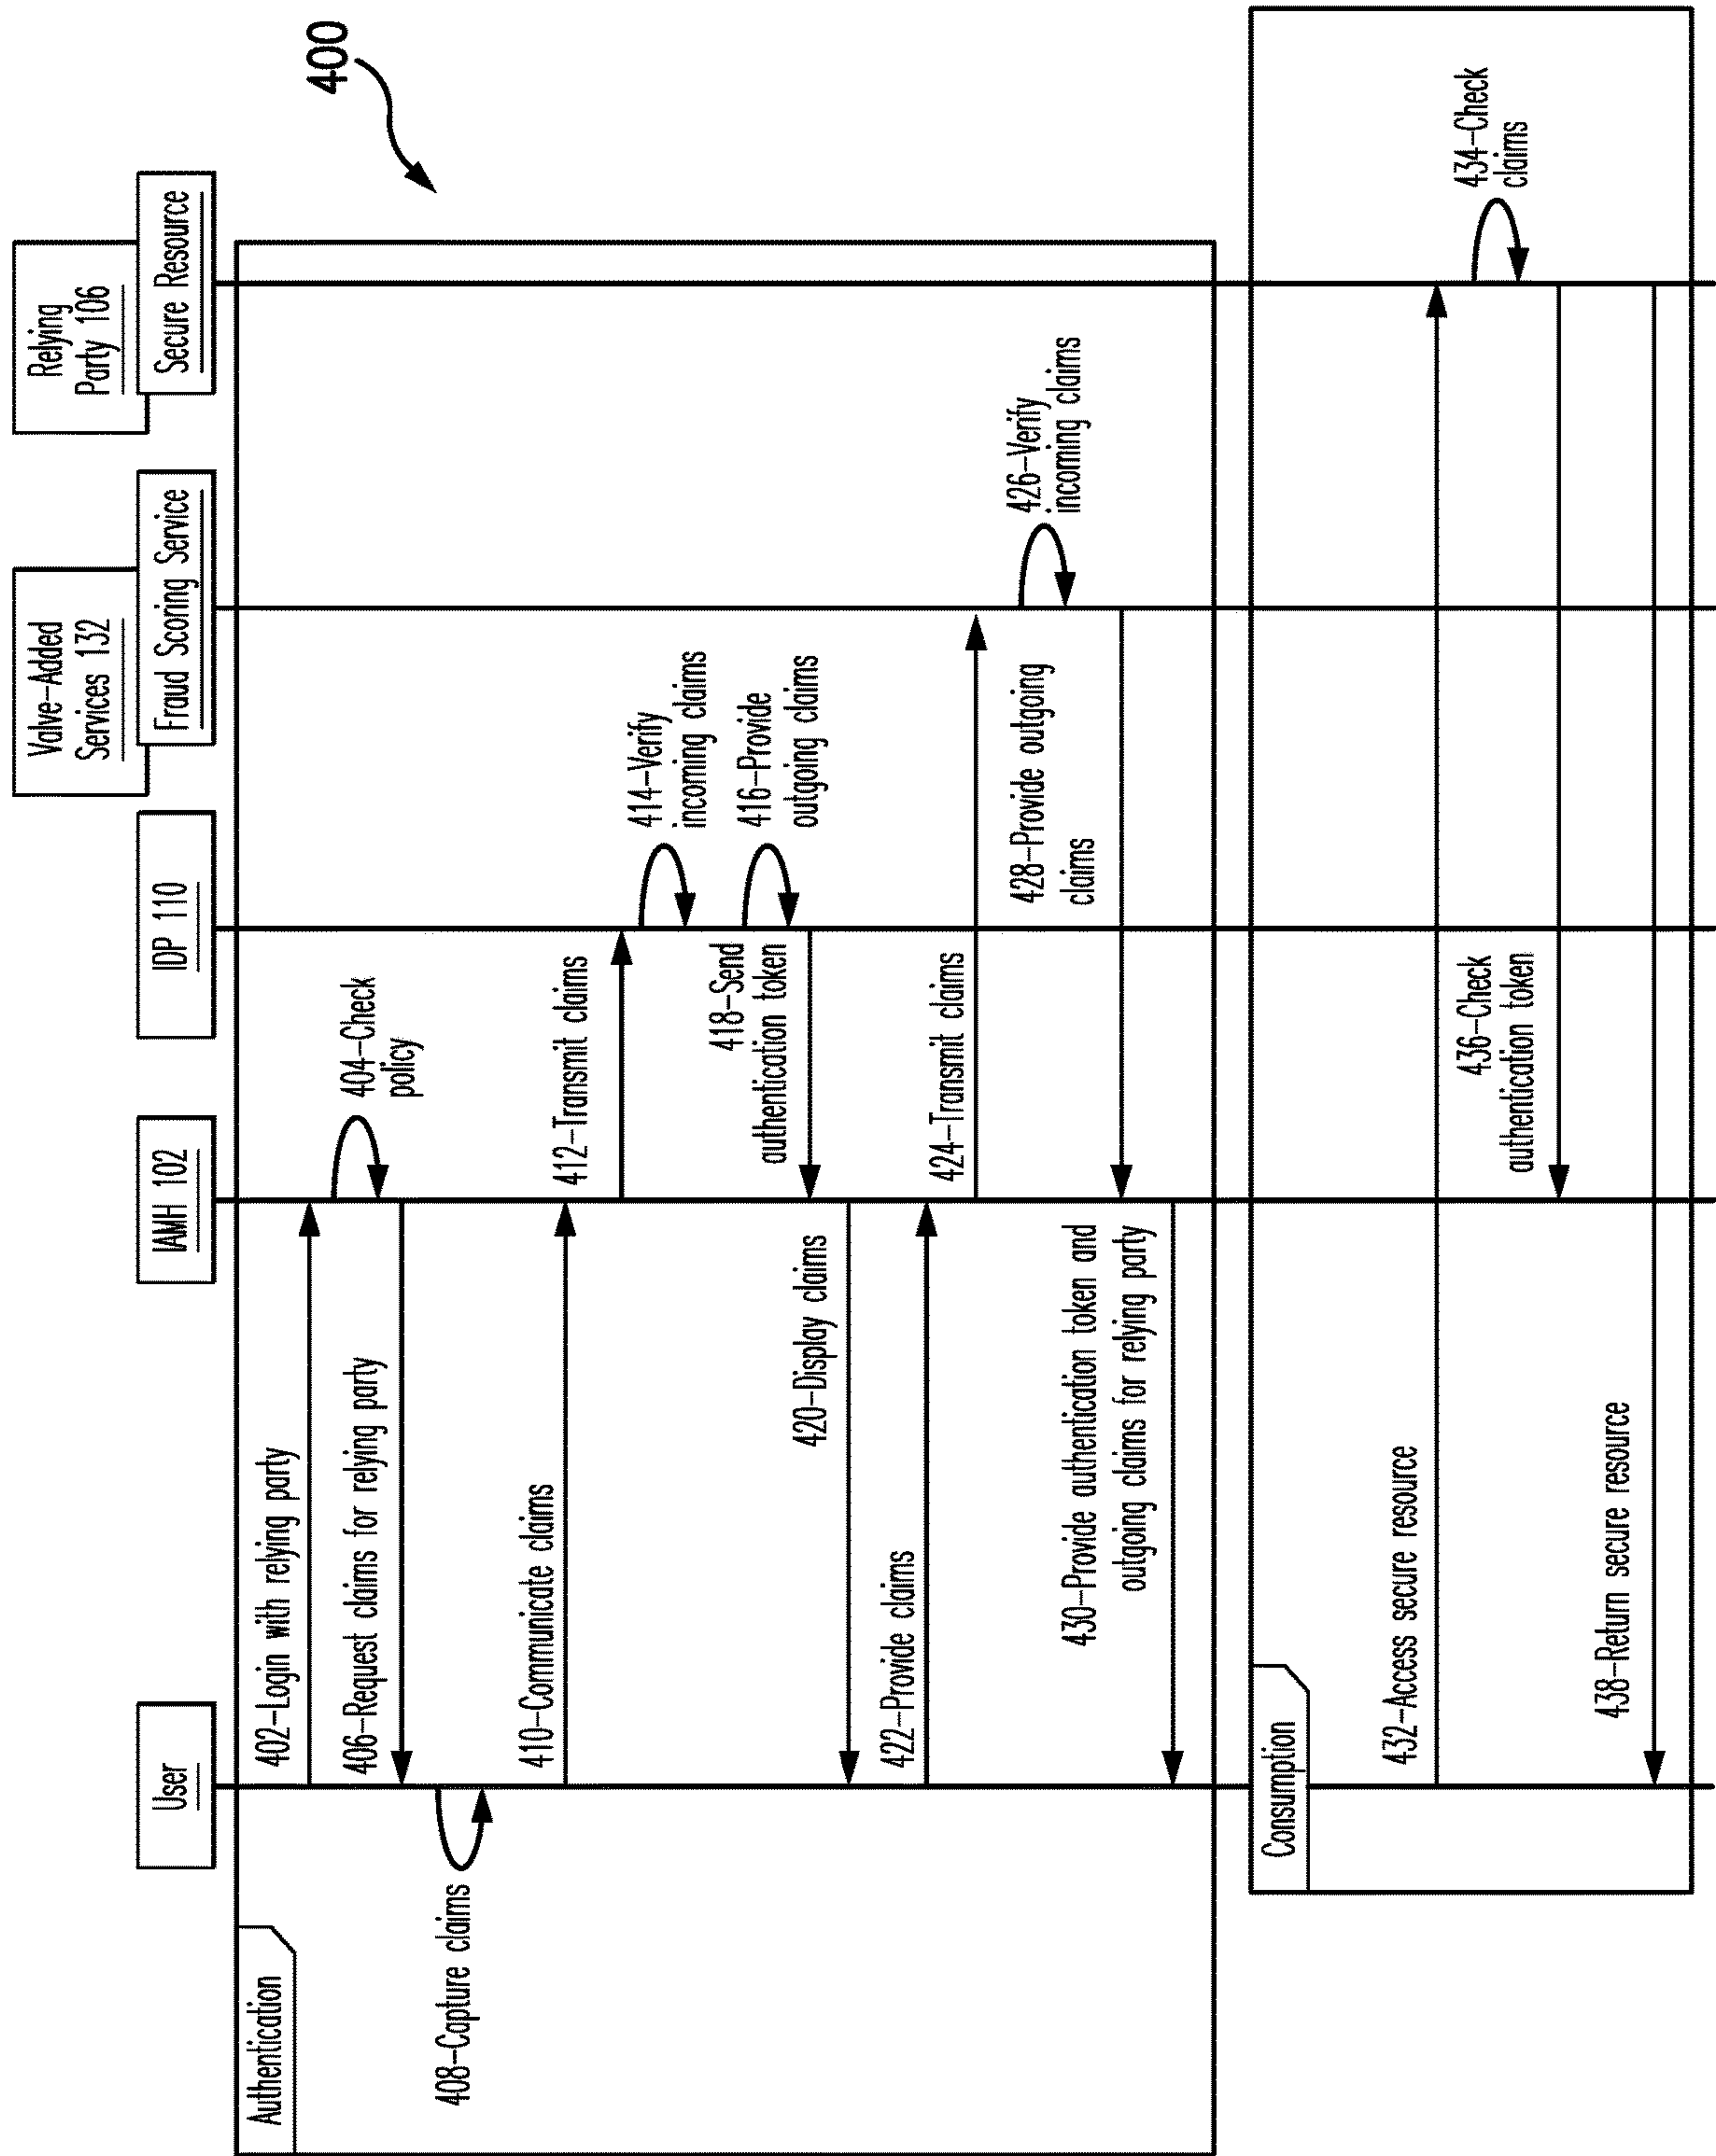 400
User
IAMH 102
IDP 110
Valve-Added
Services 132
Fraud Scoring Service
Relying
Party 106
Secure Resource
Authentication
402-Login with relying party
404-Check
policy
406-Request claims for relying party
408-Capture claims
410-Communicate claims
412-Transmit claims
414-Verify
incoming claims
416-Provide
outgoing claims
418-Send
authentication token
420-Display claims
422-Provide claims
424-Transmit claims
426-Verify
incoming claims
428-Provide outgoing
claims
430-Provide authentication token and
outgoing claims for relying party
Consumption
432-Access secure resource
434-Check
claims
436-Check
authentication token
438-Return secure resource